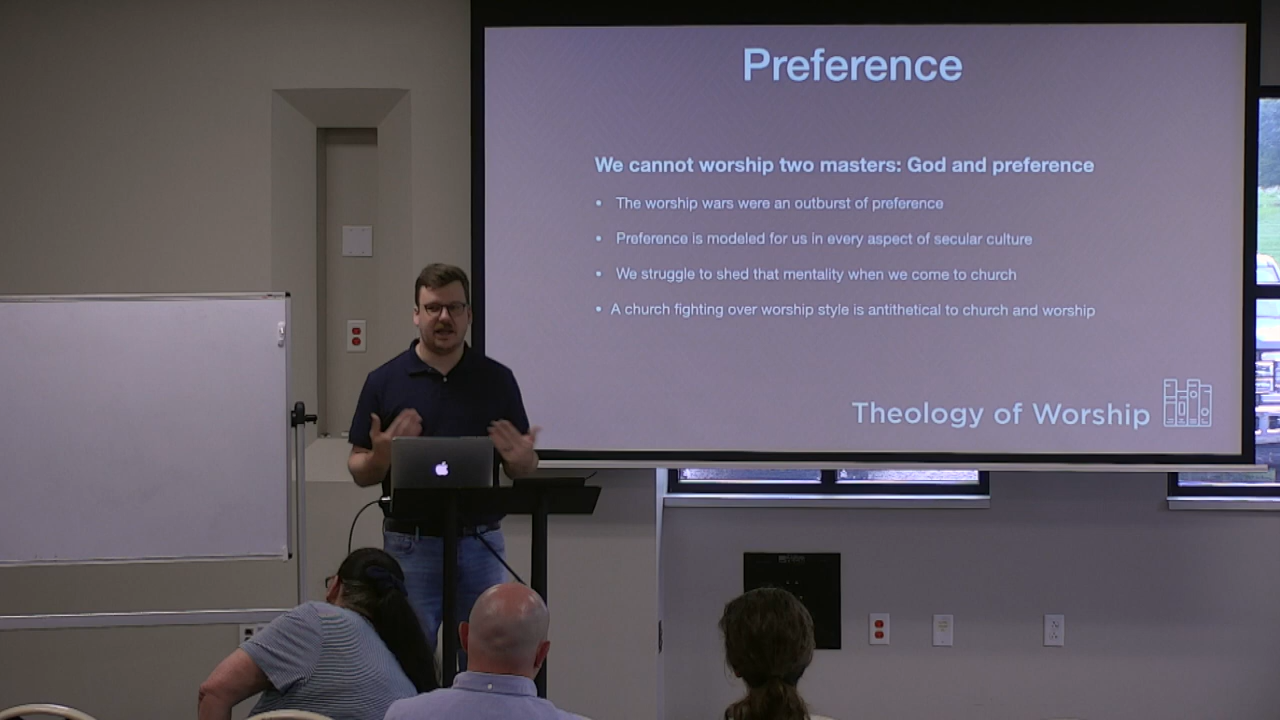 Preference
We cannot worship two masters: God and preference
• The worship wars were an outburst of preference
• Preference is modeled for us in every aspect of secular culture
• We struggle to shed that mentality when we come to church
• A church fighting over worship style is antithetical to church and worship
Theology of Worship